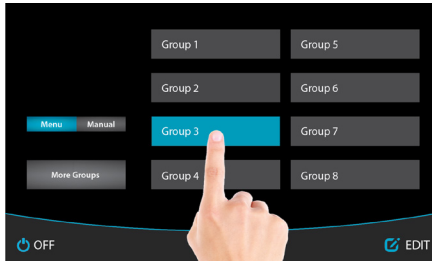 Group 1
Group 5
Group 2
Group 6
Menu
Manual
Group 3
Group 7
More Groups
Group 4
Group 8
OFF
EDIT